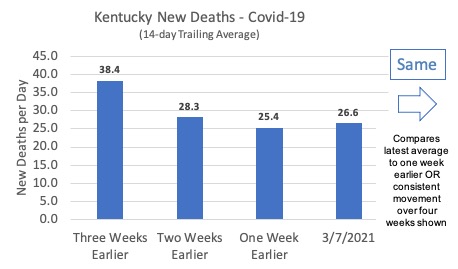 Kentucky New Deaths - Covid-19
(14-day Trailing Average)
New Deaths per Day
45.0
40.0
35.0
30.0
25.0
20.0
15.0
10.0
5.0
0.0
38.4
28.3
25.4
26.6
Three Weeks
Earlier
Two Weeks
Earlier
One Week
Earlier
3/7/2021
Same
Compares
latest average
to one week
earlier OR
consistent
movement
over four
weeks shown